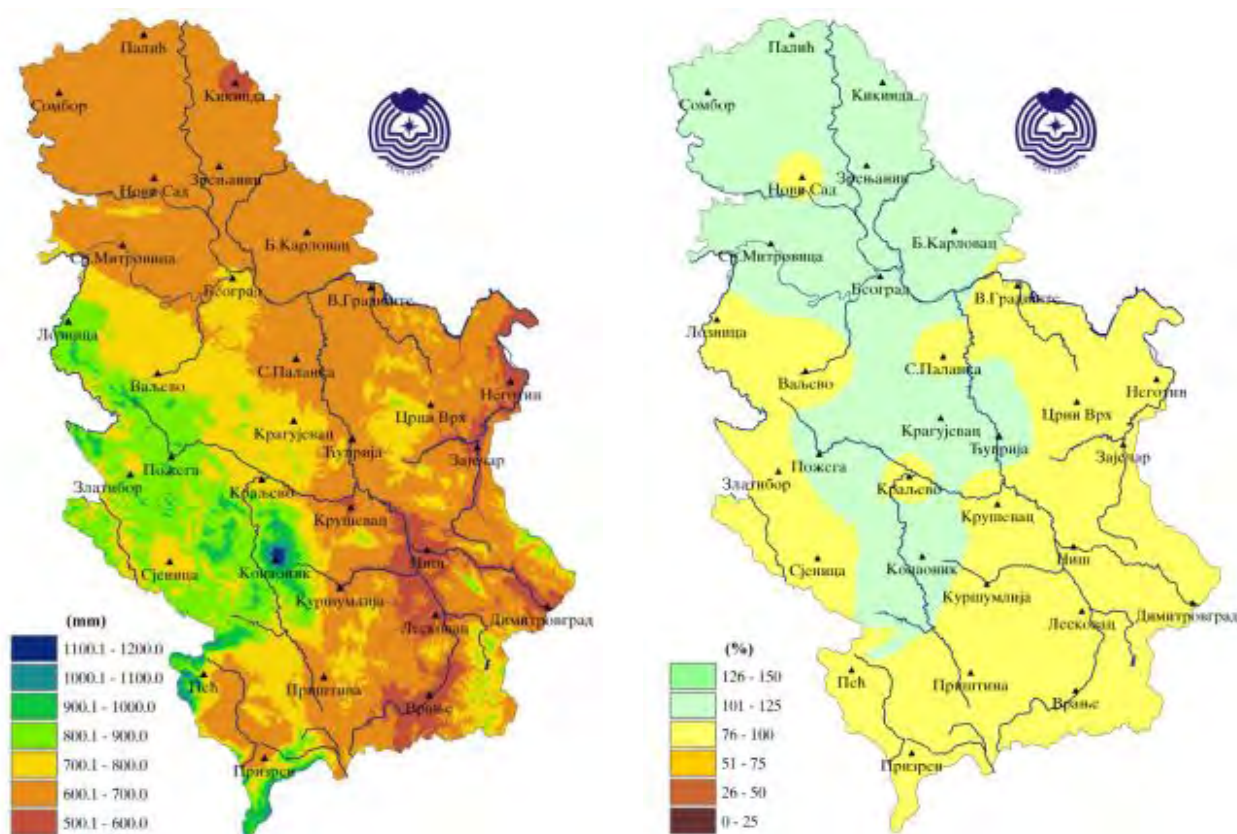 Палић
Кикинда
Сомбор
Нови Сад
Зрењанин
Б.Карловац
Ср.Митровица
Београд
В.Градиште
Лозница
Ваљево
С.Паланка
Неготин
Црни Врх
Крагујевац
Ћуприја
Зајечар
Пожега
Златибор
Краљево
Крушевац
Ниш
Сјеница
Копаоник
Куршумлија
Димитровград
Лесковац
Пећ
Приштина
Врање
Призрен
(mm)
1100.1 - 1200.0
1000.1 - 1100.0
900.1 - 1000.0
800.1 - 900.0
700.1 - 800.0
600.1 - 700.0
500.1 - 600.0
Палић
Кикинда
Сомбор
Нови Сад
Зрењанин
Б.Карловац
Ср.Митровица
Београд
В.Градиште
Лозница
Ваљево
С.Паланка
Неготин
Црни Врх
Крагујевац
Ћуприја
Зајечар
Пожега
Златибор
Краљево
Крушевац
Ниш
Сјеница
Копаоник
Куршумлија
Димитровград
Лесковац
Пећ
Приштина
Врање
Призрен
(%)
126 - 150
101 - 125
76 - 100
51 - 75
26 - 50
0 - 25